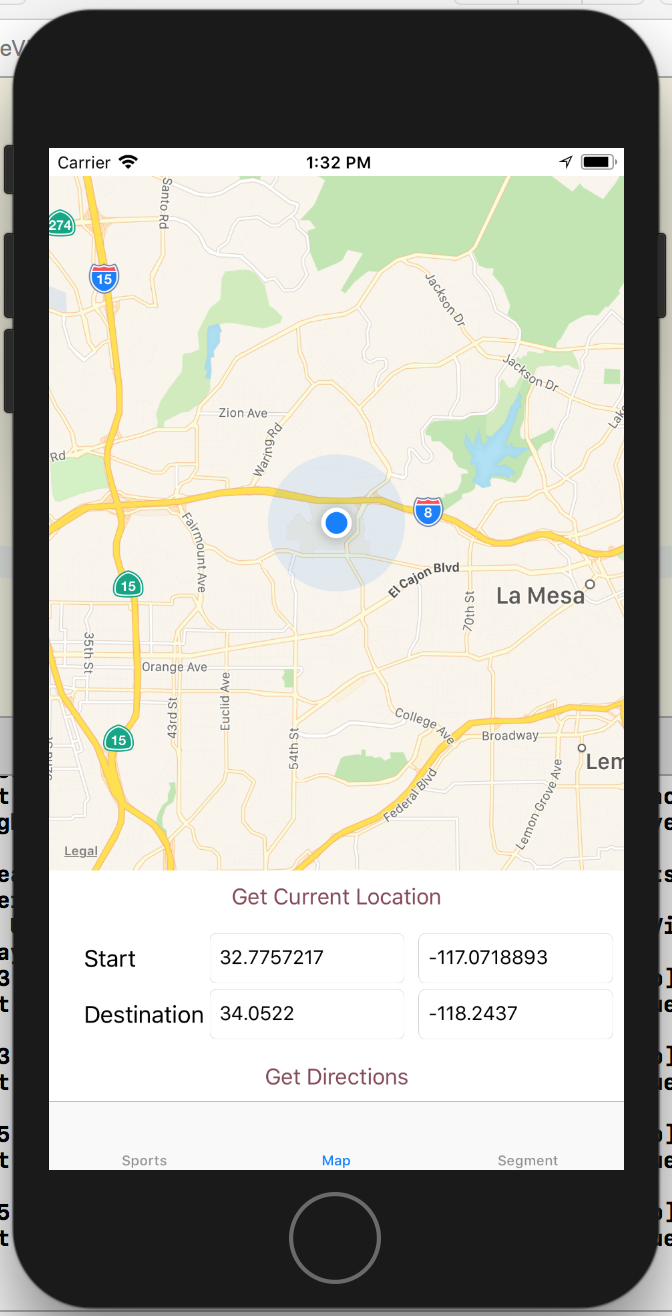 Carrier 1:32 PM
Santo Rd
274
15
Jackson Dr
Jackson Dr
Zion Ave
Waring Rd
Rd
8
Fairmount Ave
El Cajon Blvd
15
La Mesa
70th St
35th St
Orange Ave
Euclid Ave
43rd St
54th St
College Ave
Broadway
15
Lem
Federal Blvd
Lemon Grove Ave
Legal
Get Current Location
Start 32.7757217 -117.0718893
Destination 34.0522 -118.2437
Get Directions
Sports Map Segment